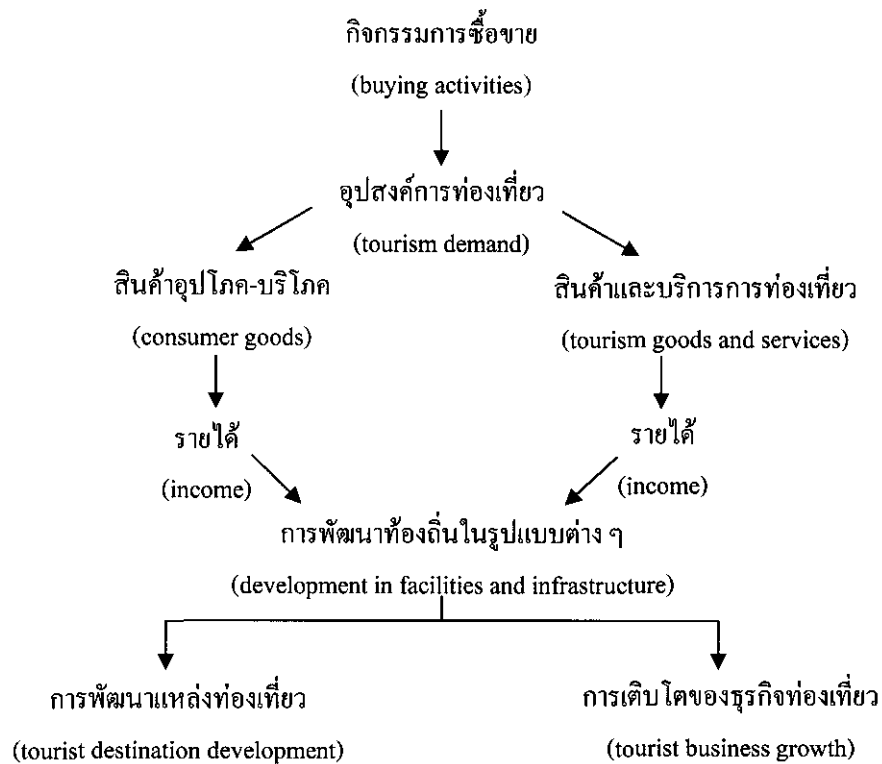 กิจกรรมการซื้อขาย
(buying activities)
อุปสงค์การท่องเที่ยว
(tourism demand)
สินค้าอุปโภค-บริโภค
(consumer goods)
สินค้าและบริการการท่องเที่ยว
(tourism goods and services)
รายได้
(income)
รายได้
(income)
การพัฒนาท้องถิ่นในรูปแบบต่าง ๆ
(development in facilities and infrastructure)
การพัฒนาแหล่งท่องเที่ยว
(tourist destination development)
การเติบโตของธุรกิจท่องเที่ยว
(tourist business growth)